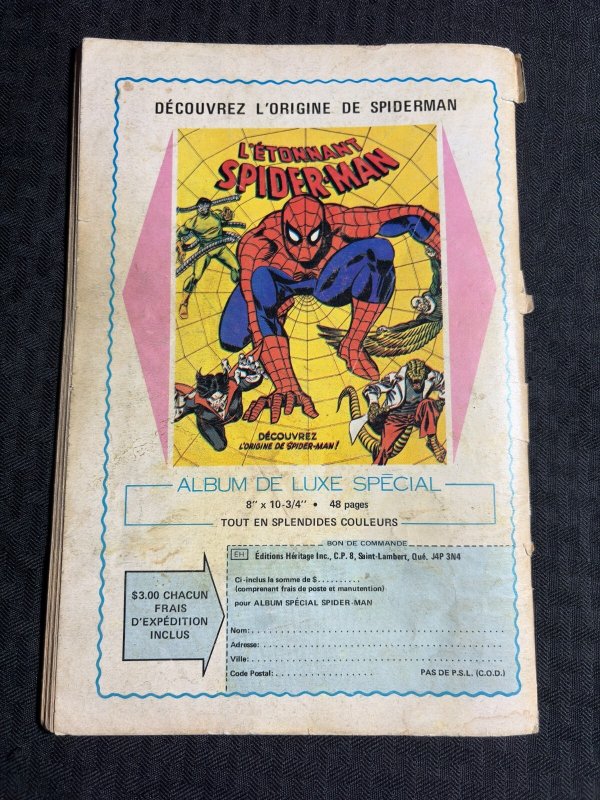 DÉCOUVREZ L'ORIGINE DE SPIDERMAN
L'ÉTONNANT
SPIDER-MAN
DÉCOUVREZ
L'ORIGINE DE SPIDER-MAN!
ALBUM DE LUXE SPÉCIAL
8" x 10-3/4" • 48 pages
TOUT EN SPLENDIDES COULEURS
BON DE COMMANDE
EH Éditions Héritage Inc., C.P. 8, Saint-Lambert, Qué. J4P 3N4
$3.00 CHACUN
FRAIS
D'EXPÉDITION
INCLUS
Ci-inclus la somme de $..........
(comprenant frais de poste et manutention)
pour ALBUM SPÉCIAL SPIDER-MAN
Nom:
Adresse:
Ville:
Code Postal:
PAS DE P.S.L. (C.O.D.)